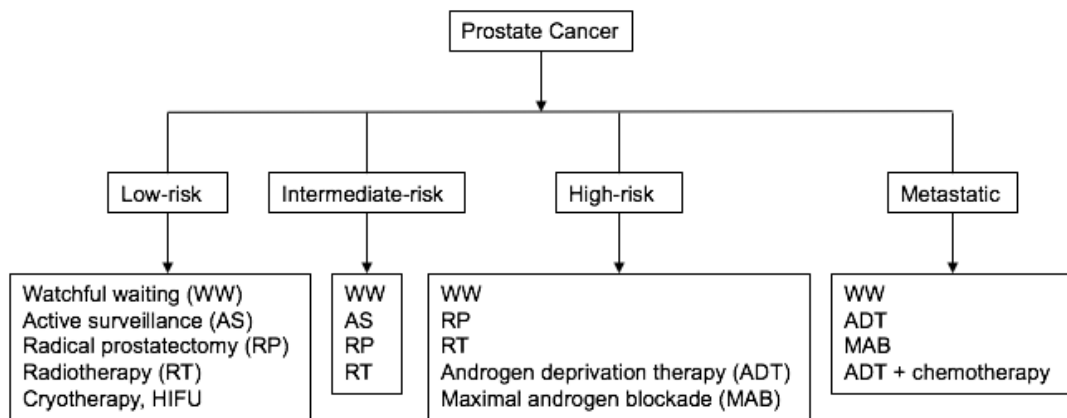 Prostate Cancer
Low-risk
Intermediate-risk
High-risk
Metastatic
Watchful waiting (WW)
Active surveillance (AS)
Radical prostatectomy (RP)
Radiotherapy (RT)
Cryotherapy, HIFU
WW
AS
RP
RT
WW
RP
RT
Androgen deprivation therapy (ADT)
Maximal androgen blockade (MAB)
WW
ADT
MAB
ADT + chemotherapy